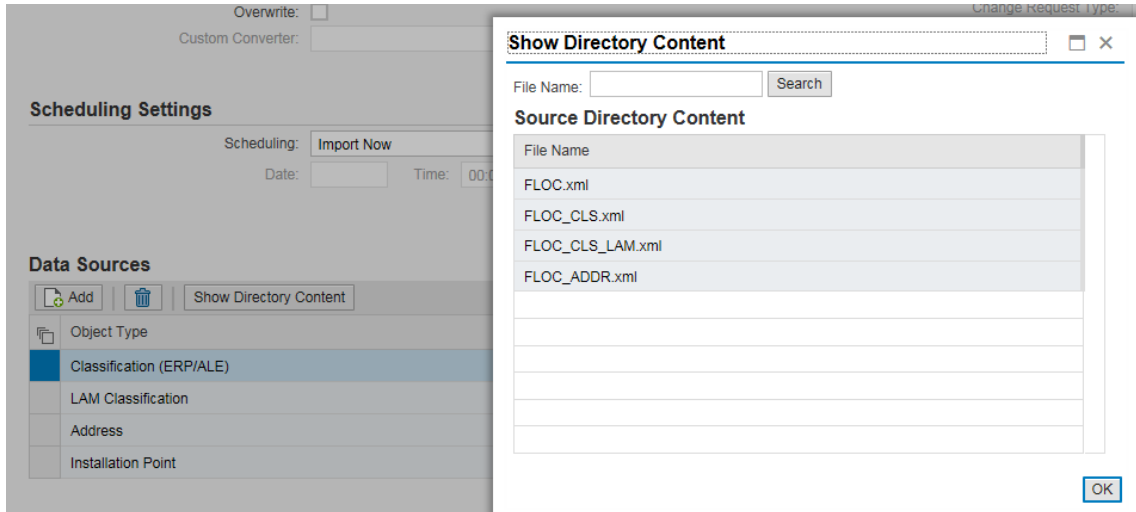 Overwrite:
Custom Converter:
Scheduling Settings
Scheduling: Import Now
Date: Time: 00:0
Data Sources
Add Show Directory Content
Object Type
Classification (ERP/ALE)
LAM Classification
Address
Installation Point
Change Request Type:
Show Directory Content
File Name: Search
Source Directory Content
File Name
FLOC.xml
FLOC_CLS.xml
FLOC_CLS_LAM.xml
FLOC_ADDR.xml
OK